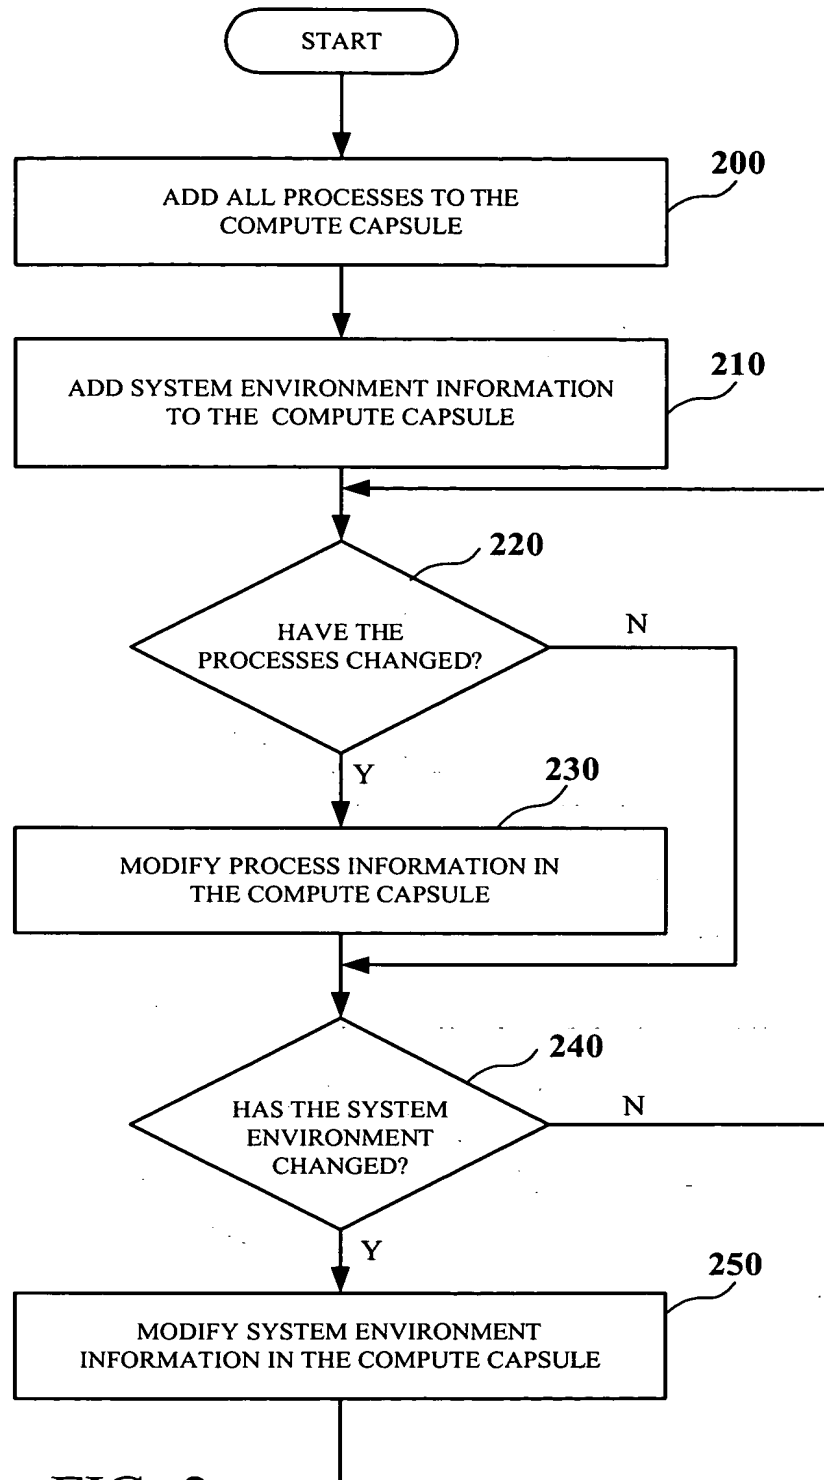 START
200
ADD ALL PROCESSES TO THE
COMPUTE CAPSULE
210
ADD SYSTEM ENVIRONMENT INFORMATION
TO THE COMPUTE CAPSULE
220
HAVE THE
PROCESSES CHANGED?
N
Y
230
MODIFY PROCESS INFORMATION IN
THE COMPUTE CAPSULE
240
HAS THE SYSTEM
ENVIRONMENT
CHANGED?
N
Y
250
MODIFY SYSTEM ENVIRONMENT
INFORMATION IN THE COMPUTE CAPSULE